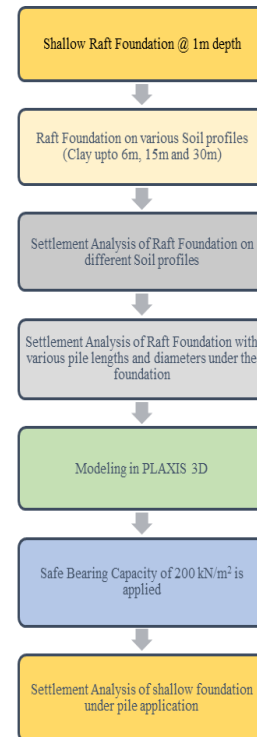 Shallow Raft Foundation @ 1m depth
Raft Foundation on various Soil profiles
(Clay upto 6m, 15m and 30m)
Settlement Analysis of Raft Foundation on
different Soil profiles
Settlement Analysis of Raft Foundation with
various pile lengths and diameters under the
foundation
Modeling in PLAXIS 3D
Safe Bearing Capacity of 200 kN/m² is
applied
Settlement Analysis of shallow foundation
under pile application